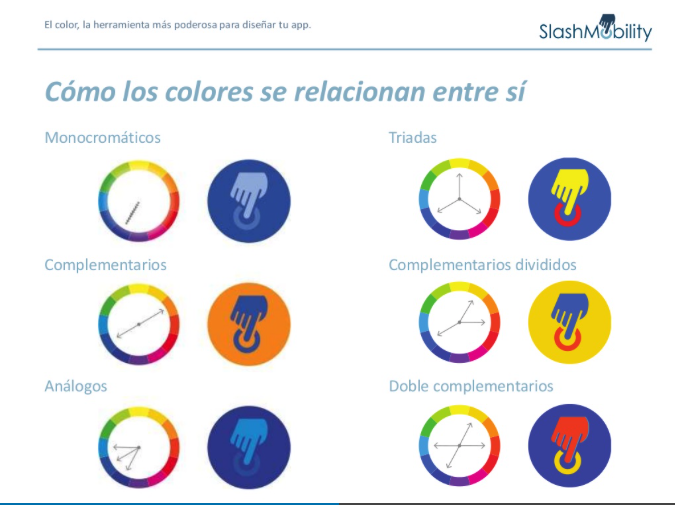 El color, la herramienta más poderosa para diseñar tu app.
SlashMobility
Cómo los colores se relacionan entre sí
Monocromáticos
Triadas
Complementarios
Complementarios divididos
Análogos
Doble complementarios